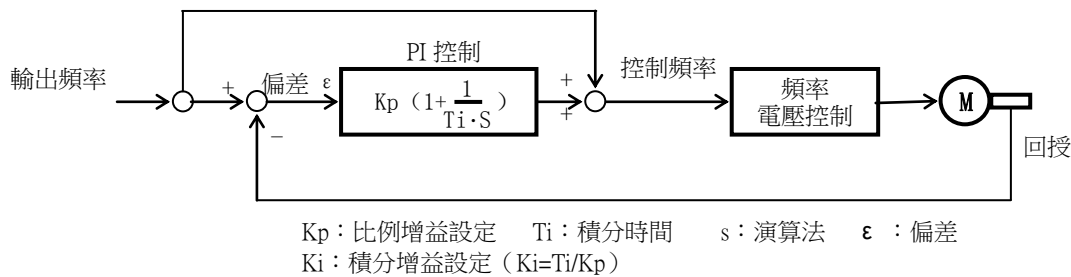 PI 控制
輸出頻率
+ 偏差 ε
Kp（1+ 1/Ti·S ）
+
+
控制頻率
頻率
電壓控制
M
−
回授
Kp：比例增益設定 Ti：積分時間 s：演算法 ε ：偏差
Ki：積分增益設定（Ki=Ti/Kp）